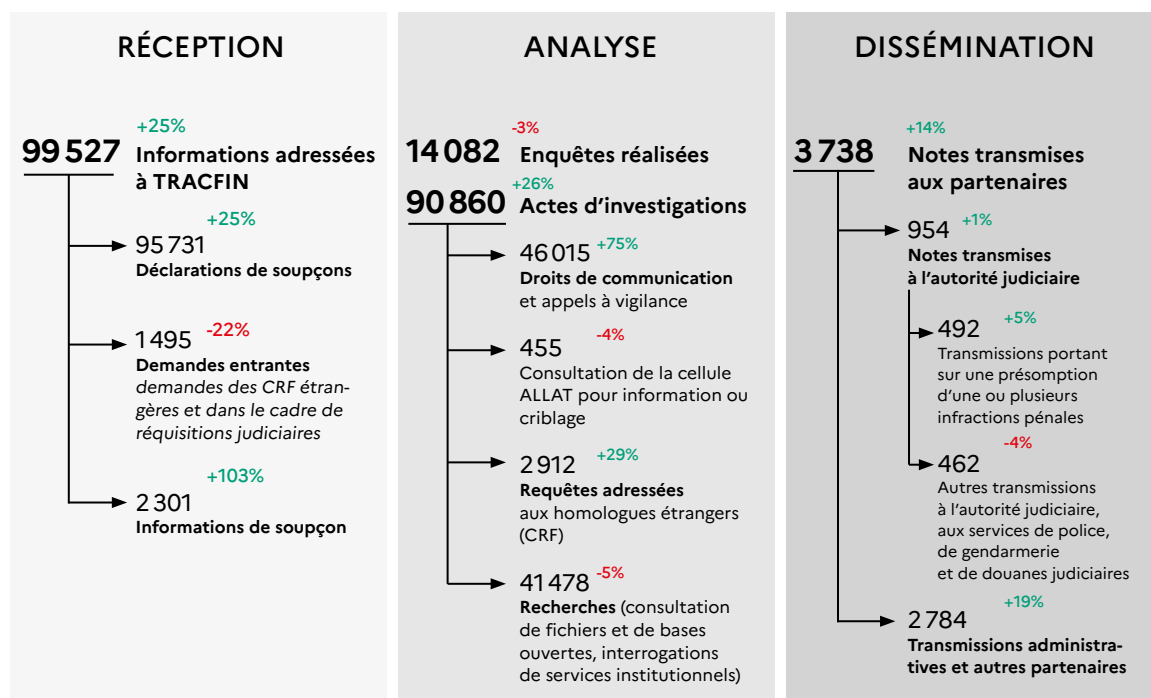 RÉCEPTION
+25%
99 527 Informations adressées
à TRACFIN
+25%
95 731
Déclarations de soupçons
1 495 -22%
Demandes entrantes
demandes des CRF étran-
gères et dans le cadre de
réquisitions judiciaires
+103%
2 301
Informations de soupçon
ANALYSE
-3%
14 082 Enquêtes réalisées
+26%
90 860 Actes d’investigations
46 015 +75%
Droits de communication
et appels à vigilance
-4%
455
Consultation de la cellule
ALLAT pour information ou
criblage
2 912 +29%
Requêtes adressées
aux homologues étrangers
(CRF)
41 478 -5%
Recherches (consultation
de fichiers et de bases
ouvertes, interrogations
de services institutionnels)
DISSÉMINATION
+14%
3 738 Notes transmises
aux partenaires
954 +1%
Notes transmises
à l’autorité judiciaire
492 +5%
Transmissions portant
sur une présomption
d’une ou plusieurs
infractions pénales
-4%
462
Autres transmissions
à l’autorité judiciaire,
aux services de police,
de gendarmerie
et de douanes judiciaires
+19%
2 784
Transmissions administra-
tives et autres partenaires